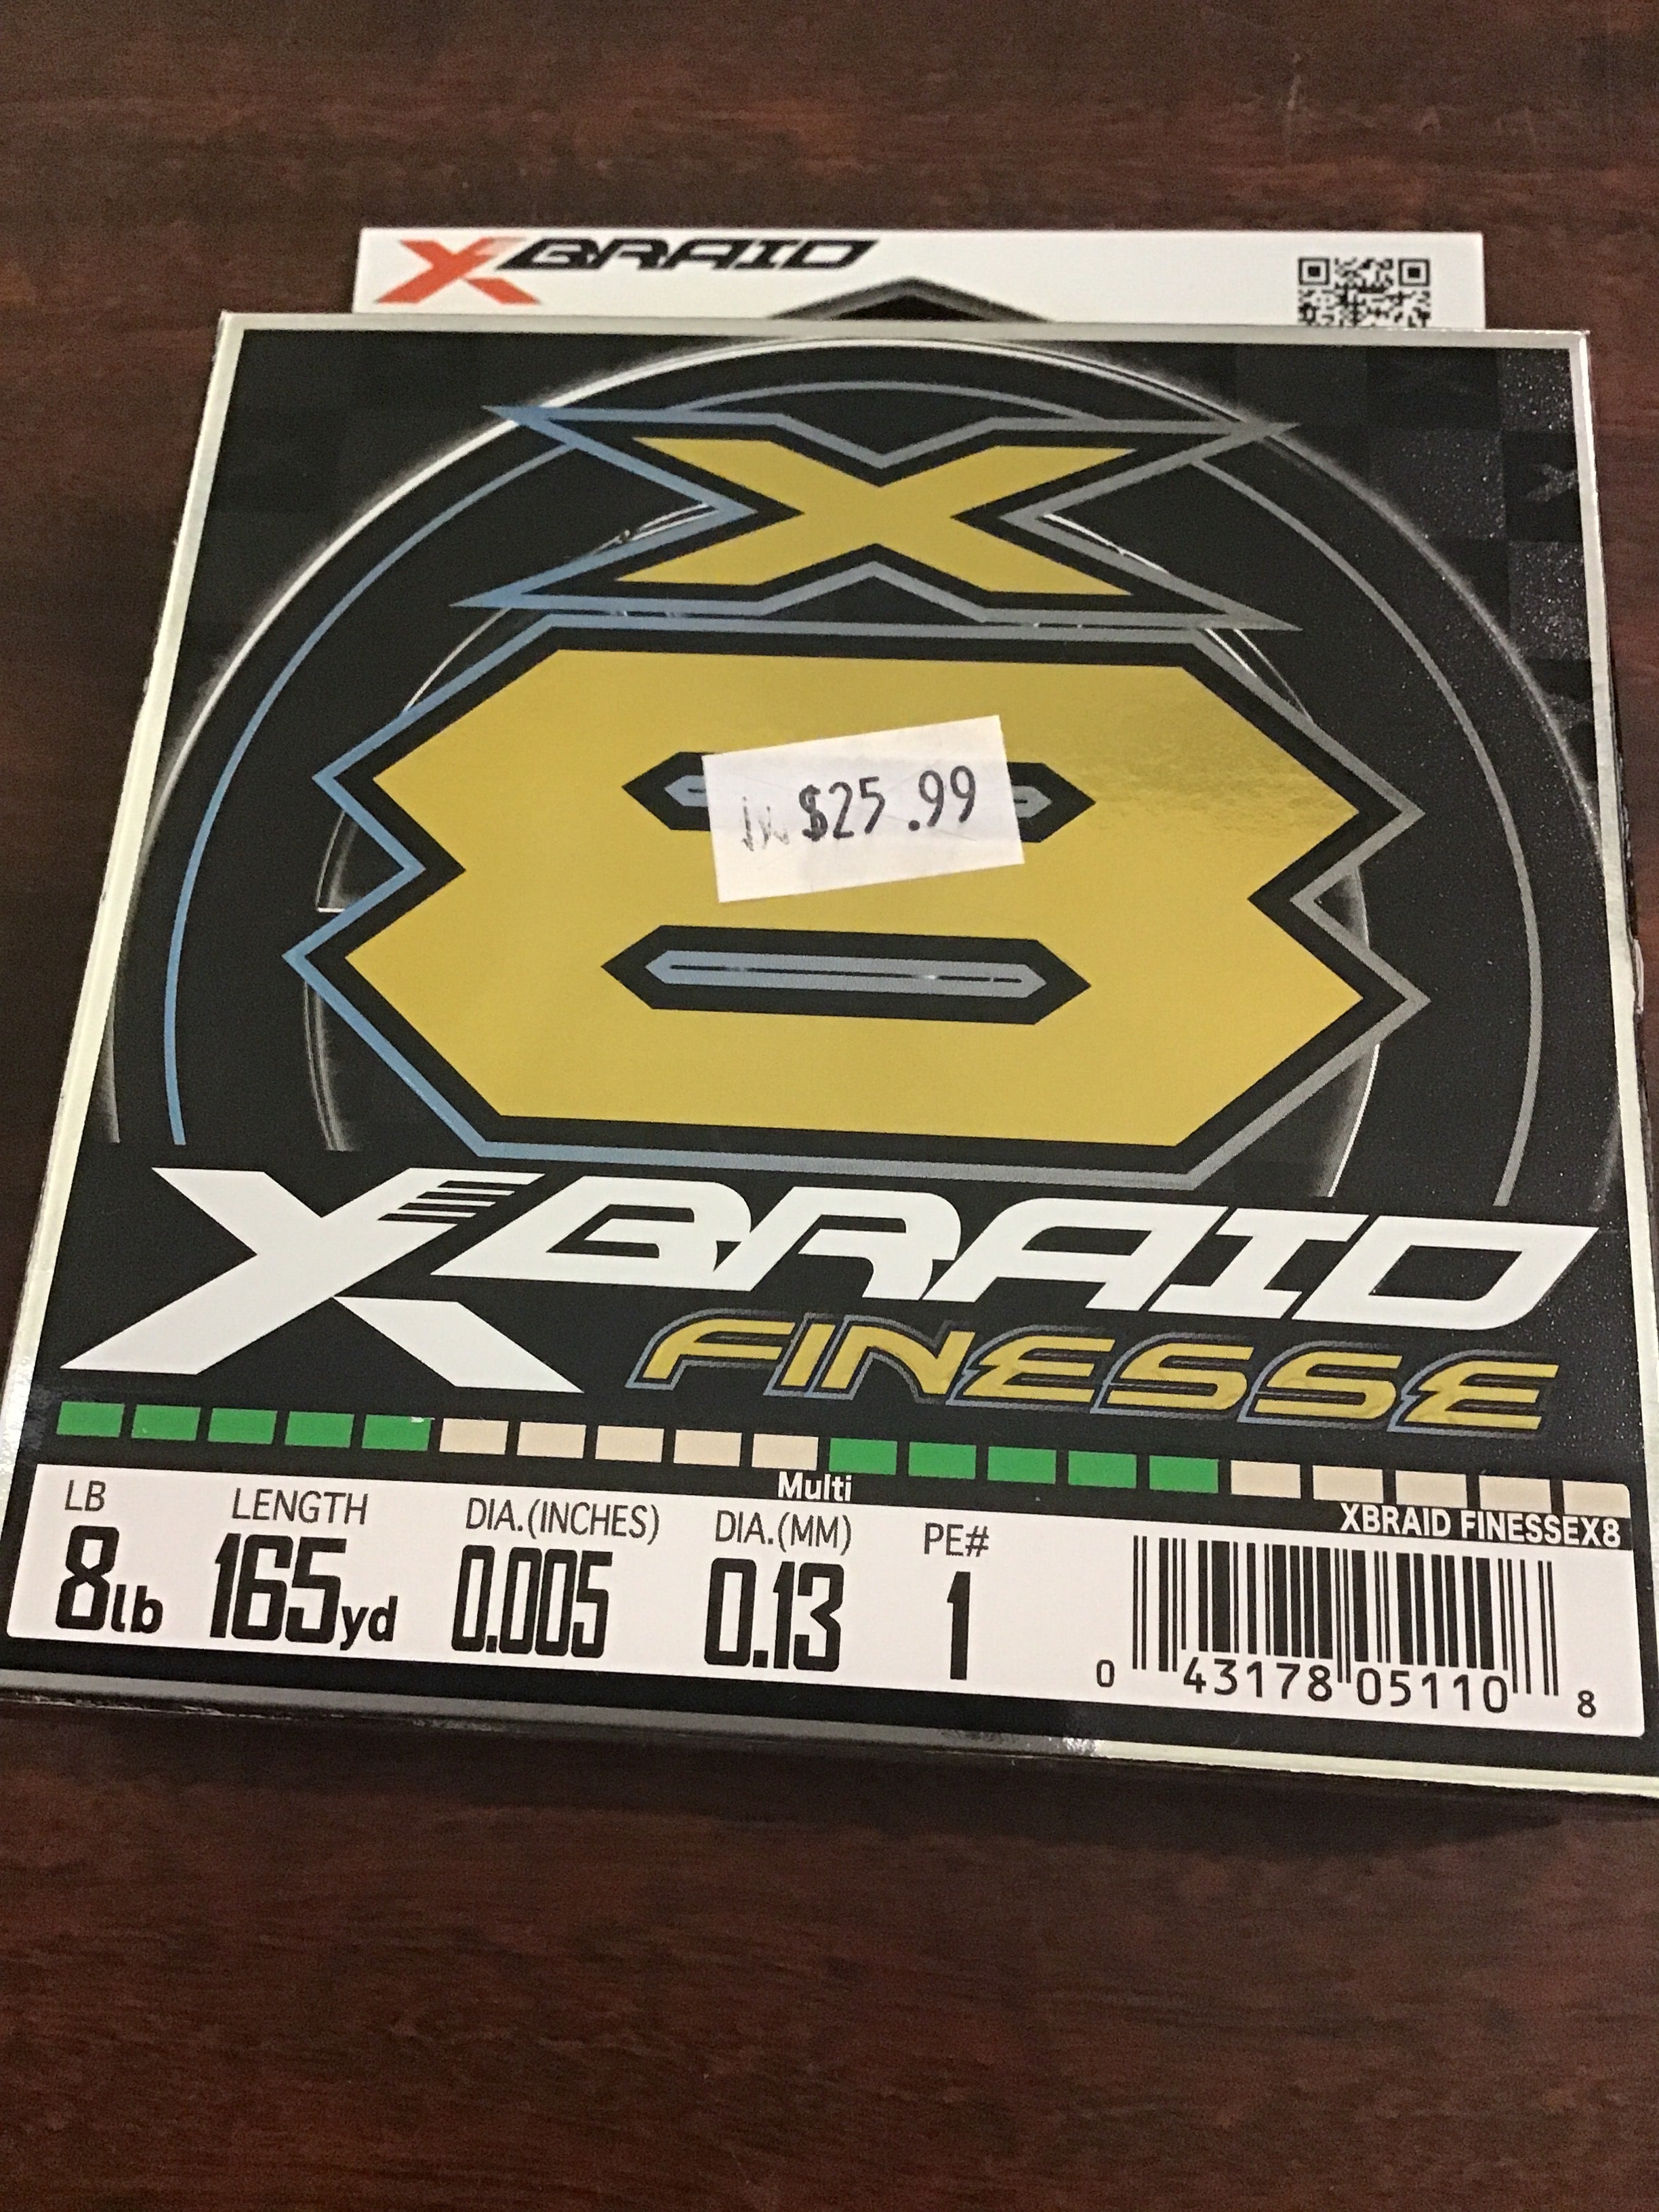 XBRAID
X
8
$25.99
XBRAID
FINESSE
Multi
XBRAID FINESSEX8
LB LENGTH DIA.(INCHES) DIA.(MM) PE#
8lb 165yd 0.005 0.13 1
0 43178 05110 8